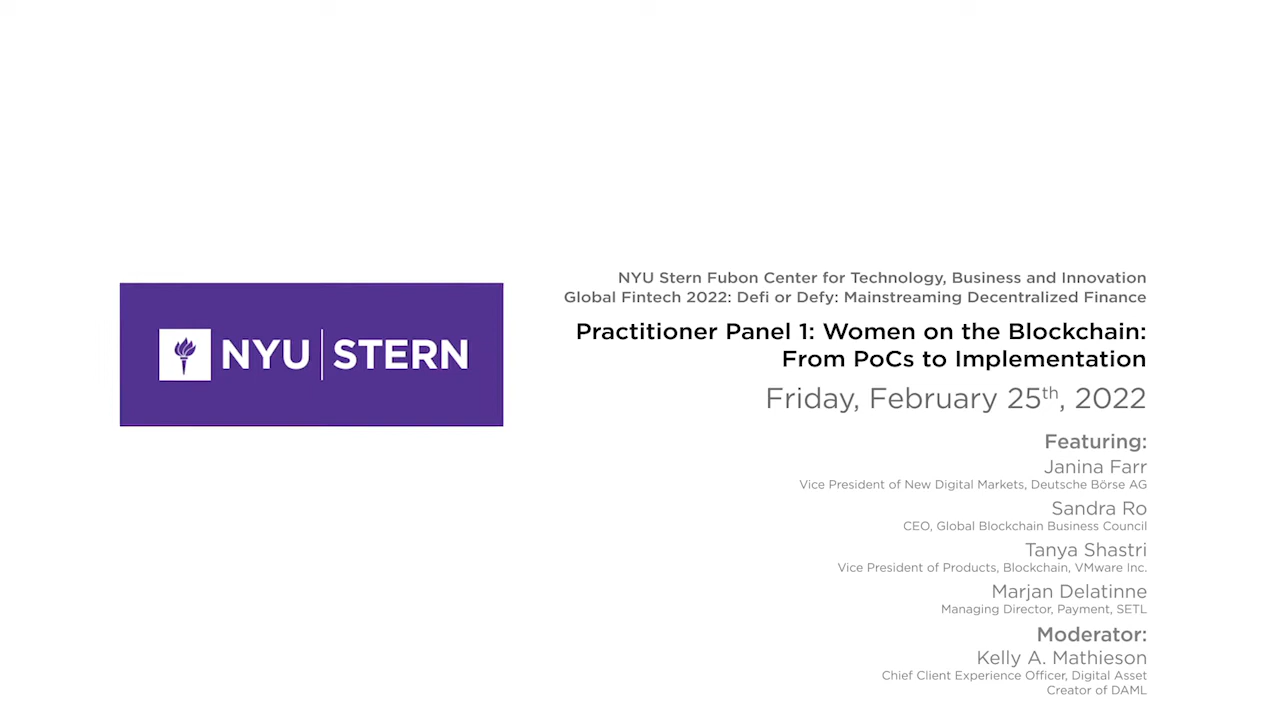 NYU STERN
NYU Stern Fubon Center for Technology, Business and Innovation
Global Fintech 2022: Defi or Defy: Mainstreaming Decentralized Finance
Practitioner Panel 1: Women on the Blockchain:
From PoCs to Implementation
Friday, February 25th, 2022
Featuring:
Janina Farr
Vice President of New Digital Markets, Deutsche Börse AG
Sandra Ro
CEO, Global Blockchain Business Council
Tanya Shastri
Vice President of Products, Blockchain, VMware Inc.
Marjan Delatinne
Managing Director, Payment, SETL
Moderator:
Kelly A. Mathieson
Chief Client Experience Officer, Digital Asset
Creator of DAML